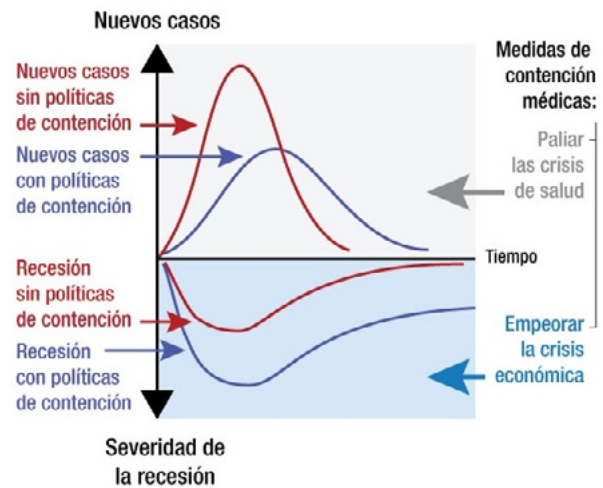 Nuevos casos
Nuevos casos
sin políticas
de contención
Nuevos casos
con políticas
de contención
Recesión
sin políticas
de contención
Recesión
con políticas
de contención
Severidad de
la recesión
Tiempo
Medidas de
contención
médicas:
Paliar
las crisis
de salud
Empeorar
la crisis
económica